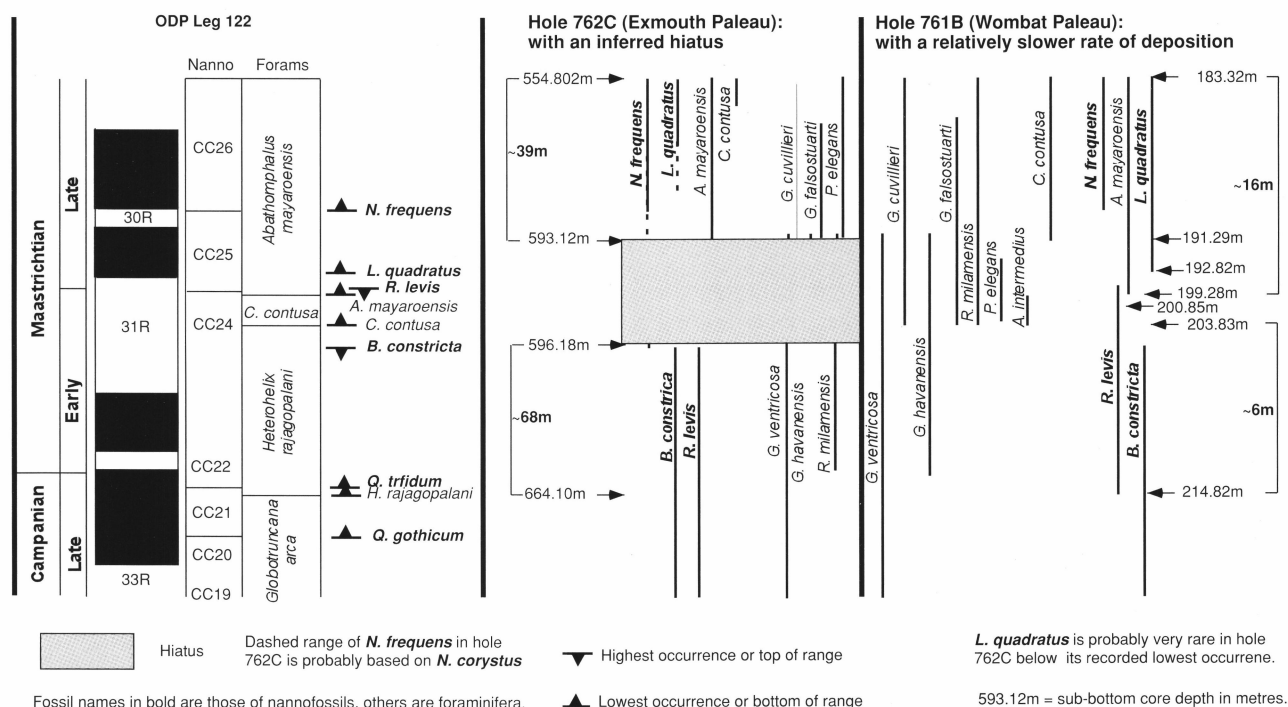 ODP Leg 122
Nanno Forams
Maastrichtian
Campanian
Late
Early
Late
30R
31R
33R
CC26
CC25
CC24
CC22
CC21
CC20
CC19
Abathomphalus
mayaroensis
C. contusa
Heterohelix
rajagopalani
Globotruncana
arca
N. frequens
L. quadratus
R. levis
A. mayaroensis
C. contusa
B. constricta
Q. trfidum
H. rajagopalani
Q. gothicum
Hole 762C (Exmouth Paleau):
with an inferred hiatus
554.802m
~39m
593.12m
596.18m
~68m
664.10m
N. frequens
L. quadratus
A. mayaroensis
C. contusa
G. cuvillieri
G. falsostuarti
P. elegans
B. constrica
R. levis
G. ventricosa
G. havanensis
R. milamensis
Hole 761B (Wombat Paleau):
with a relatively slower rate of deposition
G. ventricosa
G. cuvillieri
G. havanensis
G. falsostuarti
R. milamensis
P. elegans
A. intermedius
C. contusa
N. frequens
A. mayaroensis
L. quadratus
R. levis
B. constricta
183.32m
~16m
191.29m
192.82m
199.28m
200.85m
203.83m
~6m
214.82m
Hiatus
Dashed range of N. frequens in hole
762C is probably based on N. corystus
Highest occurrence or top of range
L. quadratus is probably very rare in hole
762C below its recorded lowest occurrene.
Fossil names in bold are those of nannofossils, others are foraminifera.
Lowest occurrence or bottom of range
593.12m = sub-bottom core depth in metres.